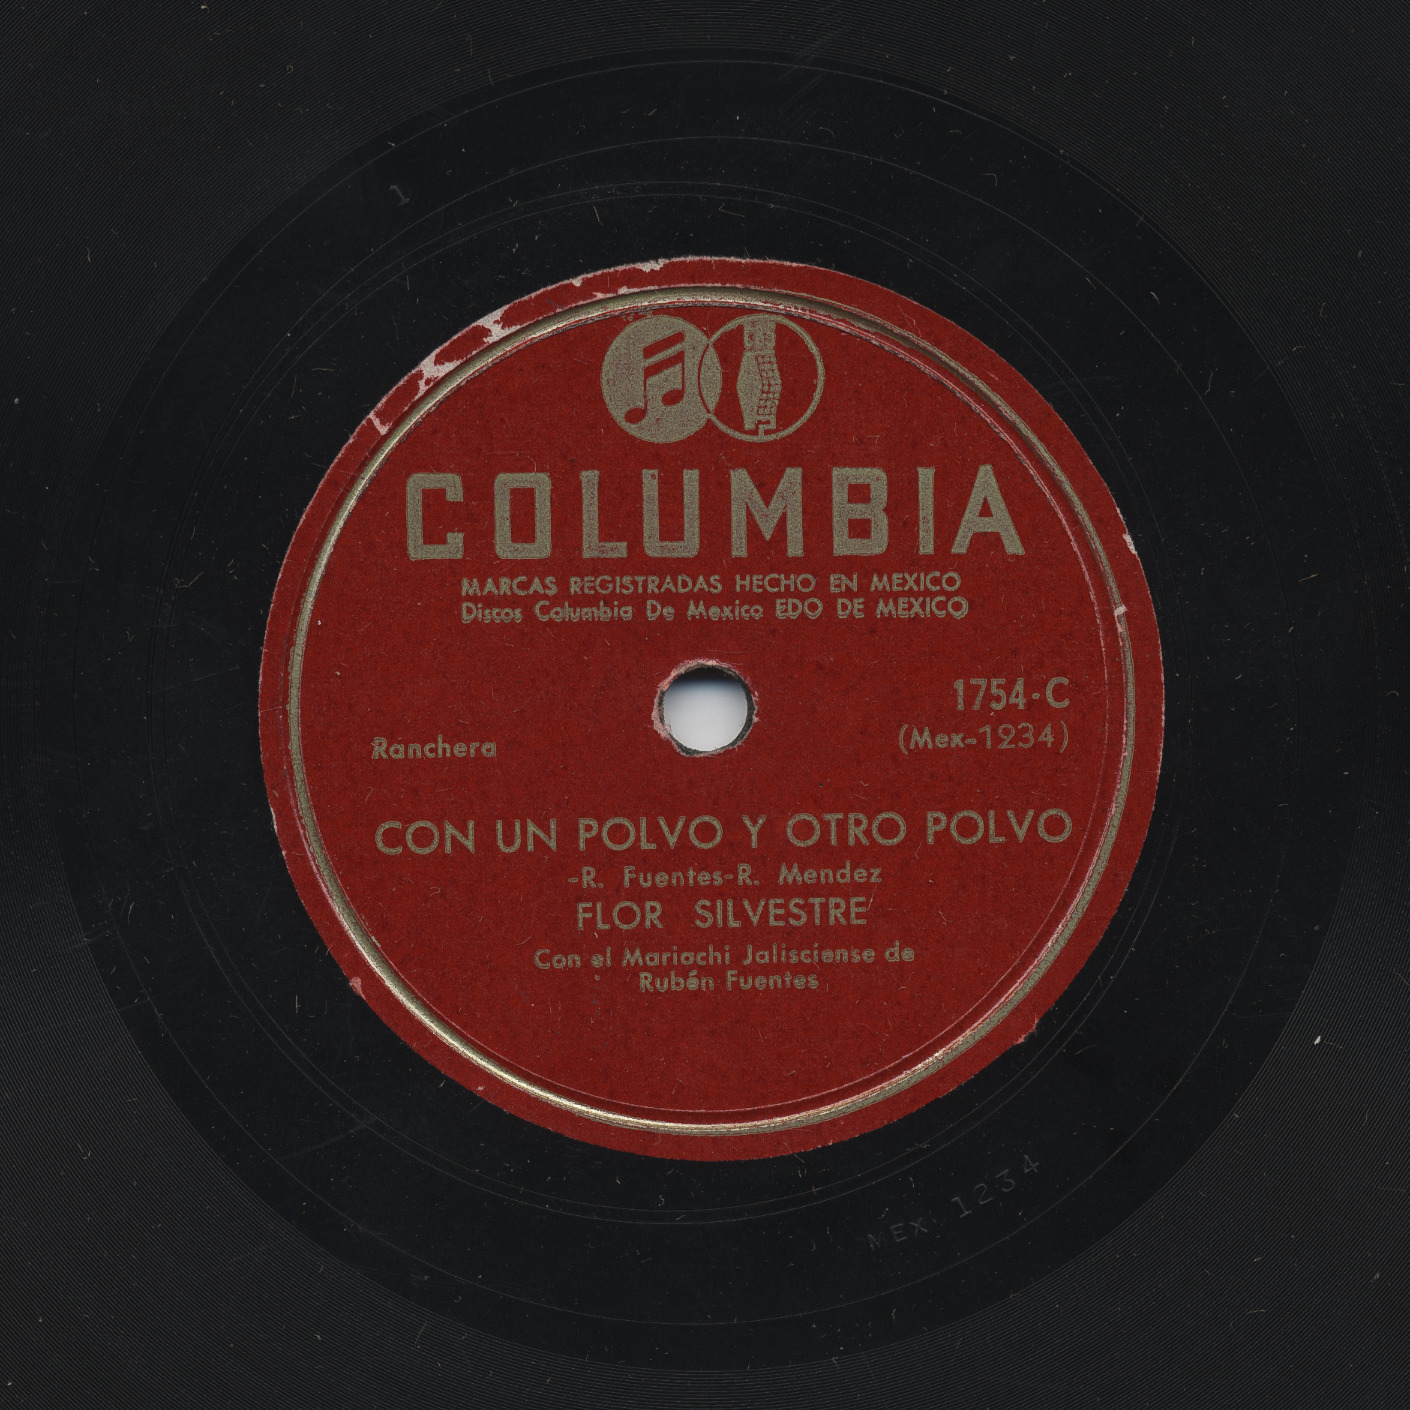 COLUMBIA
MARCAS REGISTRADAS HECHO EN MEXICO
Discos Columbia De Mexico EDO DE MEXICO
1754-C
Ranchera
(Mex-1234)
CON UN POLVO Y OTRO POLVO
-R. Fuentes-R. Mendez
FLOR SILVESTRE
Con el Mariachi Jalisciense de
Rubén Fuentes
MEX 1234
1